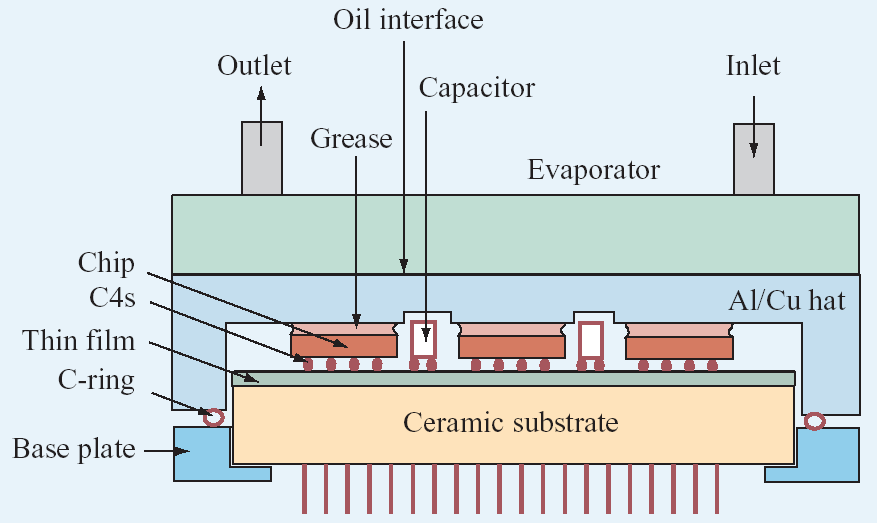 Oil interface
Outlet
Inlet
Capacitor
Grease
Evaporator
Chip
C4s
Al/Cu hat
Thin film
C-ring
Ceramic substrate
Base plate